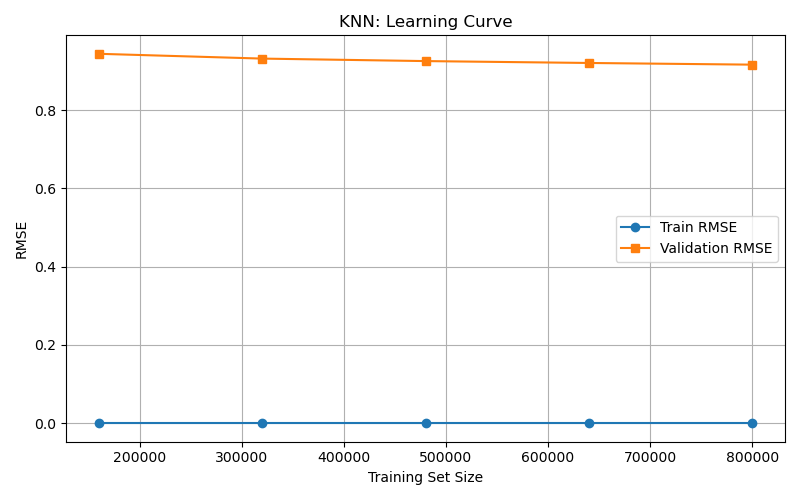 KNN: Learning Curve
RMSE
0.8
0.6
0.4
0.2
0.0
Train RMSE
Validation RMSE
200000 300000 400000 500000 600000 700000 800000
Training Set Size